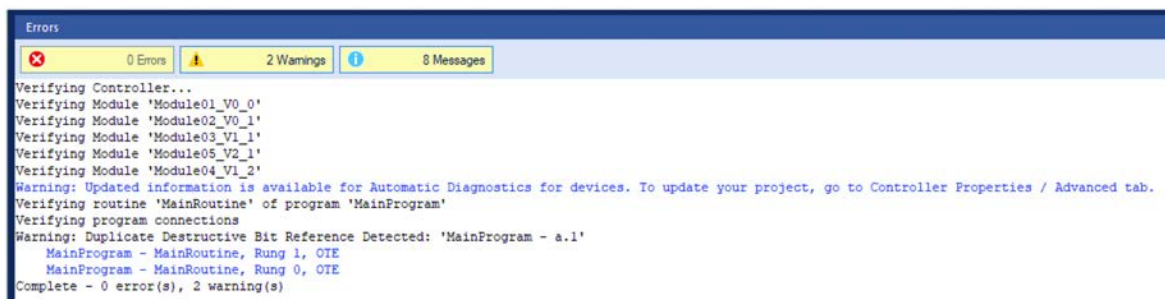 Errors
0 Errors 2 Warnings 8 Messages
Verifying Controller...
Verifying Module 'Module01_V0_0'
Verifying Module 'Module02_V0_1'
Verifying Module 'Module03_V1_1'
Verifying Module 'Module05_V2_1'
Verifying Module 'Module04_V1_2'
Warning: Updated information is available for Automatic Diagnostics for devices. To update your project, go to Controller Properties / Advanced tab.
Verifying routine 'MainRoutine' of program 'MainProgram'
Verifying program connections
Warning: Duplicate Destructive Bit Reference Detected: 'MainProgram - a.1'
MainProgram - MainRoutine, Rung 1, OTE
MainProgram - MainRoutine, Rung 0, OTE
Complete - 0 error(s), 2 warning(s)